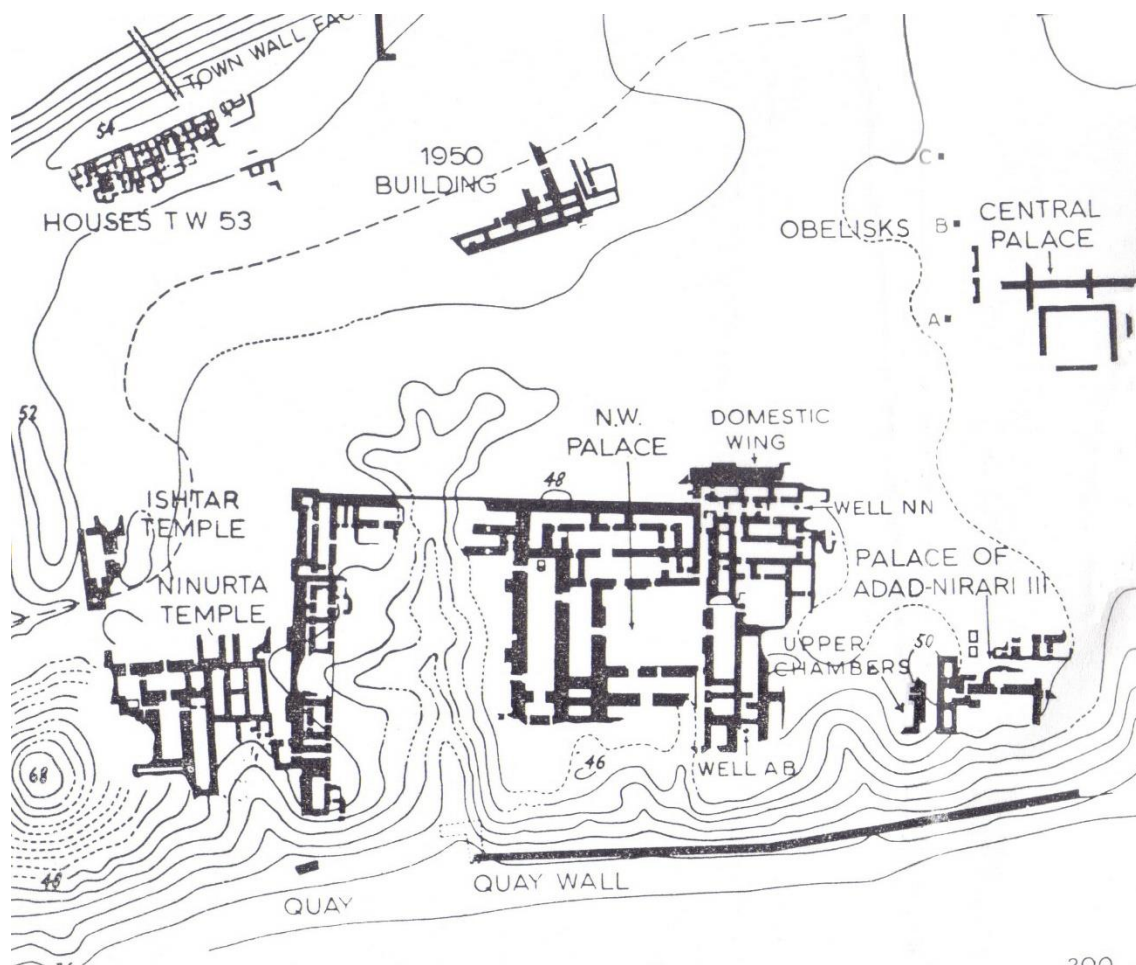 TOWN WALL
54
HOUSES T W 53
1950
BUILDING
C
B
A
OBELISKS
CENTRAL
PALACE
52
N.W.
PALACE
DOMESTIC
WING
48
ISHTAR
TEMPLE
NINURTA
TEMPLE
WELL NN
PALACE OF
ADAD-NIRARI III
UPPER
CHAMBERS
50
68
46
WELL AB
46
QUAY WALL
QUAY